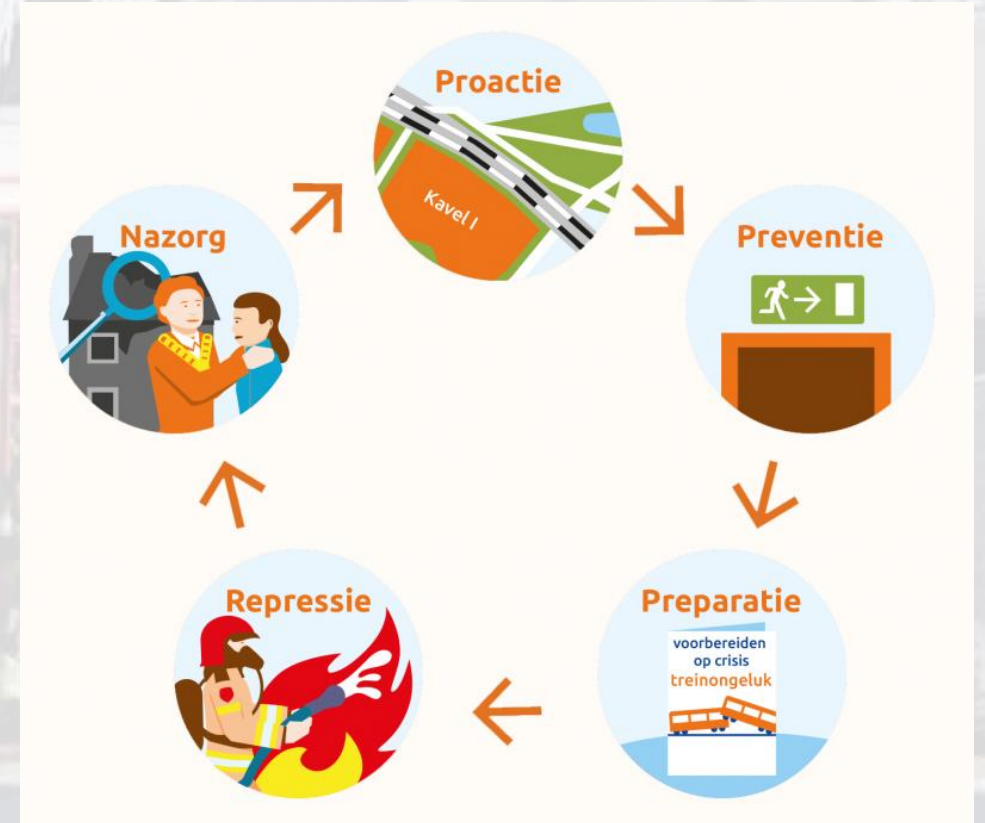 Proactie
Kavel I
Preventie
Preparatie
voorbereiden
op crisis
treinongeluk
Repressie
Nazorg